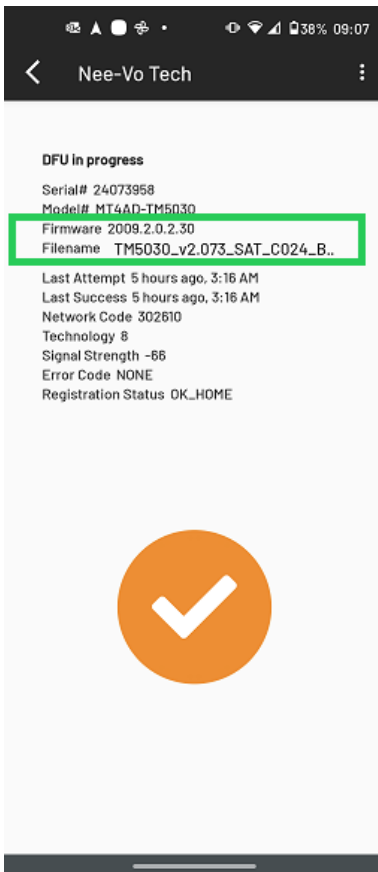 38% 09:07
Nee-Vo Tech
DFU in progress
Serial# 24073958
Model# MT4AD-TM5030
Firmware 2009.2.0.2.30
Filename TM5030_v2.073_SAT_C024_B..
Last Attempt 5 hours ago, 3:16 AM
Last Success 5 hours ago, 3:16 AM
Network Code 302610
Technology 8
Signal Strength -66
Error Code NONE
Registration Status OK_HOME